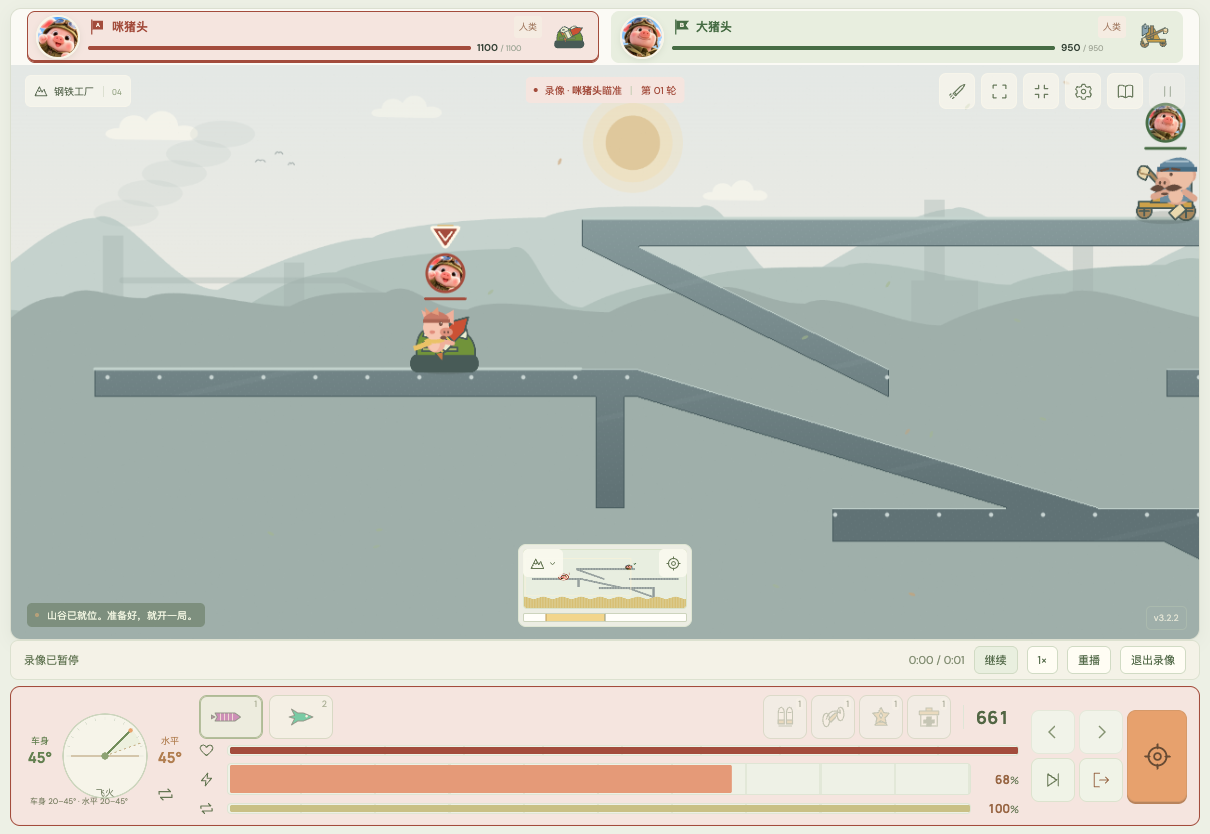 咪猪头
人类
1100 / 1100
大猪头
人类
950 / 950
钢铁工厂 04
录像 · 咪猪头瞄准 第 01 轮
山谷已就位。准备好，就开一局。
v3.2.2
录像已暂停
0:00 / 0:01
继续
1×
重播
退出录像
车身
45°
水平
45°
飞火
车身 20–45° · 水平 20–45°
1
2
1
1
1
1
661
68%
100%